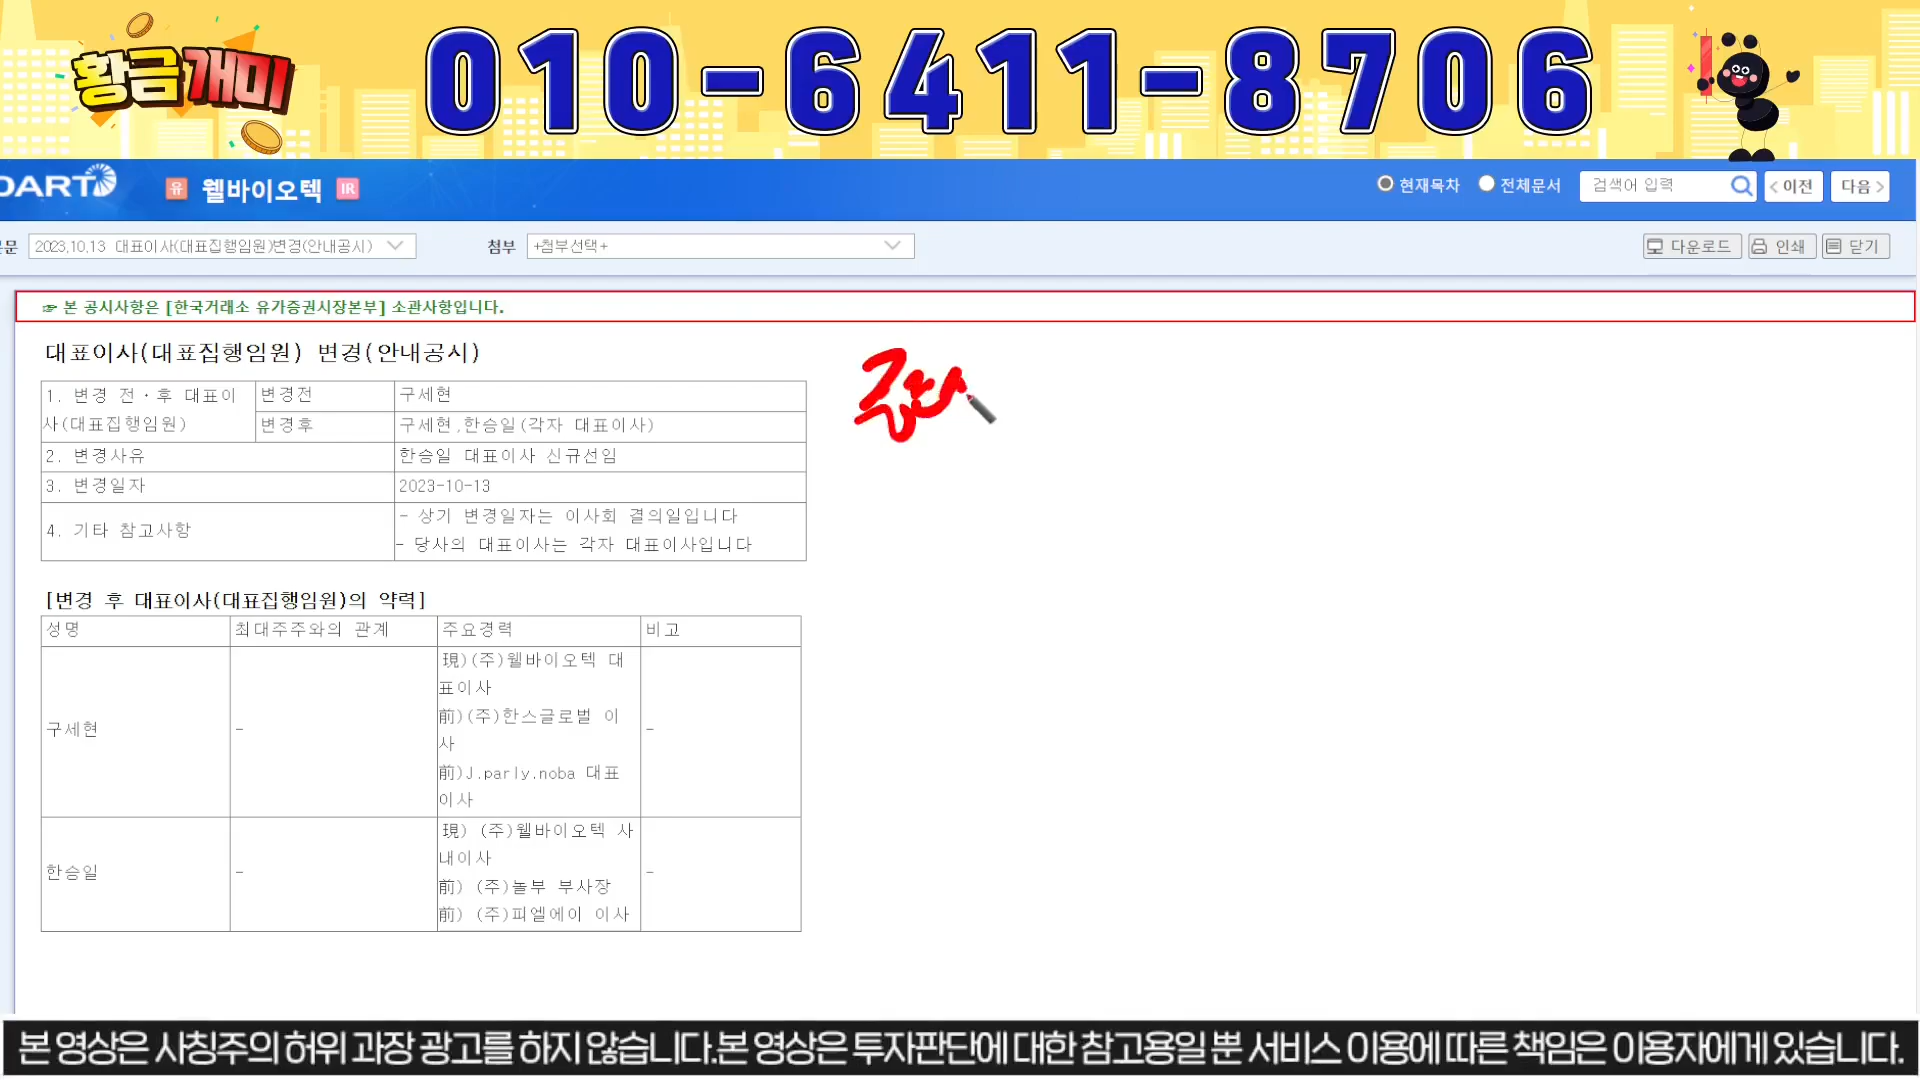 황금개미
010-6411-8706
DART
유 웰바이오텍 IR
현재목차 전체문서 검색어 입력 < 이전 다음 >
2023.10.13 대표이사(대표집행임원)변경(안내공시) 첨부 +첨부선택+ 다운로드 인쇄 닫기
☞ 본 공시사항은 [한국거래소 유가증권시장본부] 소관사항입니다.
대표이사(대표집행임원) 변경(안내공시)
1. 변경 전·후 대표이사(대표집행임원) 변경전 구세현
변경후 구세현,한승일(각자 대표이사)
2. 변경사유 한승일 대표이사 신규선임
3. 변경일자 2023-10-13
4. 기타 참고사항
- 상기 변경일자는 이사회 결의일입니다
- 당사의 대표이사는 각자 대표이사입니다
[변경 후 대표이사(대표집행임원)의 약력]
성명 최대주주와의 관계 주요경력 비고
구세현 -
現)(주)웰바이오텍 대
표이사
前)(주)한스글로벌 이
사
前)J.parly.noba 대표
이사
-
한승일 -
現) (주)웰바이오텍 사
내이사
前) (주)놀부 부사장
前) (주)피엘에이 이사
-
본 영상은 사칭주의 허위 과장 광고를 하지 않습니다.본 영상은 투자판단에 대한 참고용일 뿐 서비스 이용에 따른 책임은 이용자에게 있습니다.